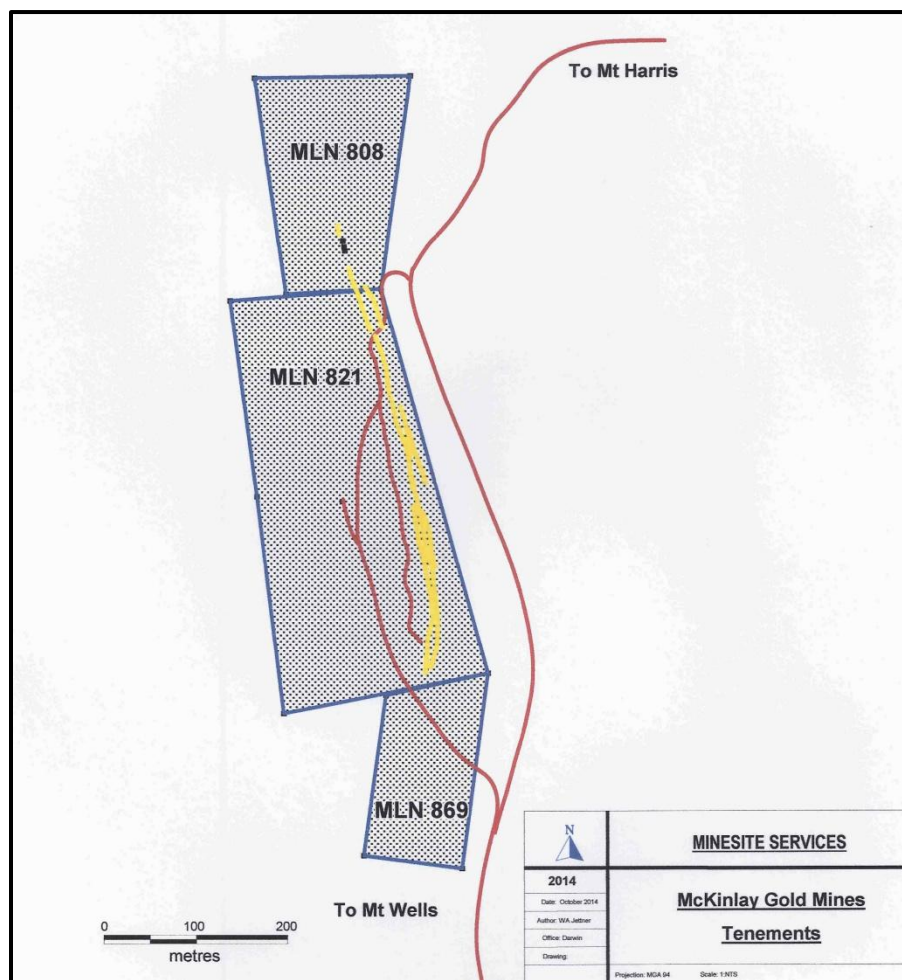 To Mt Harris
MLN 808
MLN 821
MLN 869
To Mt Wells
0 100 200
metres
N
2014
Date: October 2014
Author: WA Jettner
Office: Darwin
Drawing:
MINESITE SERVICES
McKinlay Gold Mines
Tenements
Projection: MGA 94 Scale: 1:NTS